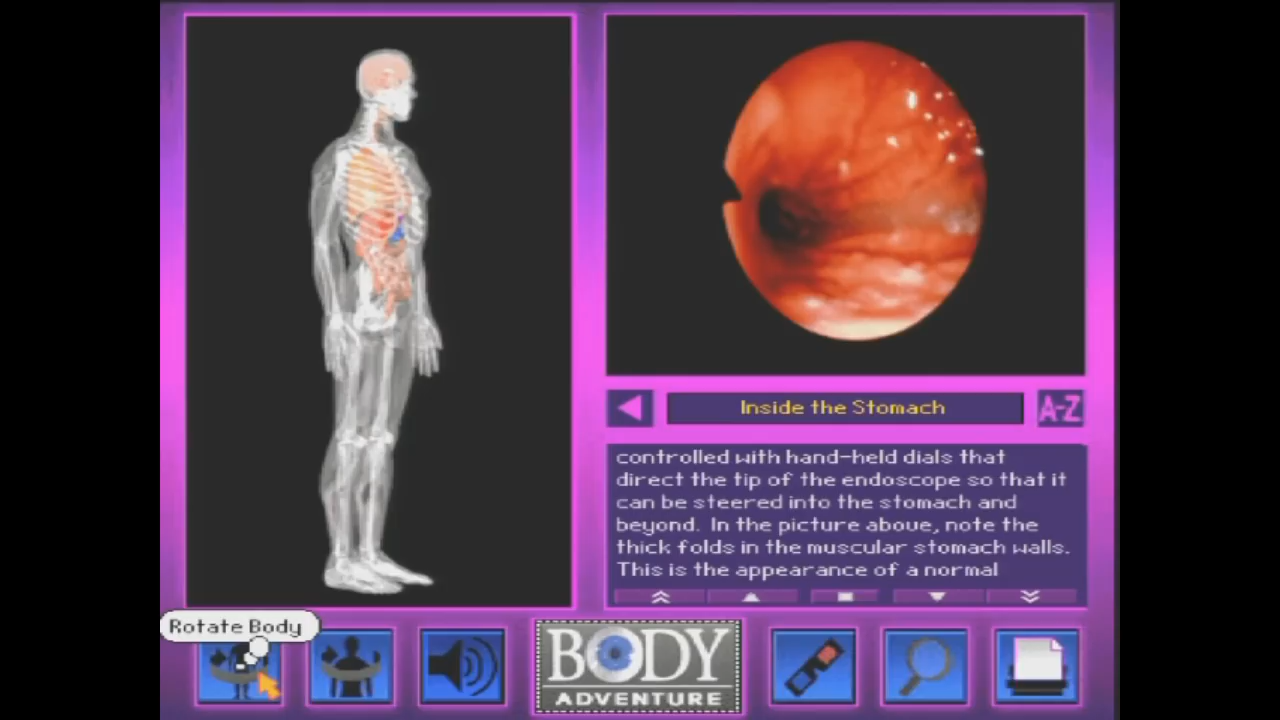 Inside the Stomach
A-Z
controlled with hand-held dials that
direct the tip of the endoscope so that it
can be steered into the stomach and
beyond. In the picture above, note the
thick folds in the muscular stomach walls.
This is the appearance of a normal
Rotate Body
BODY
ADVENTURE